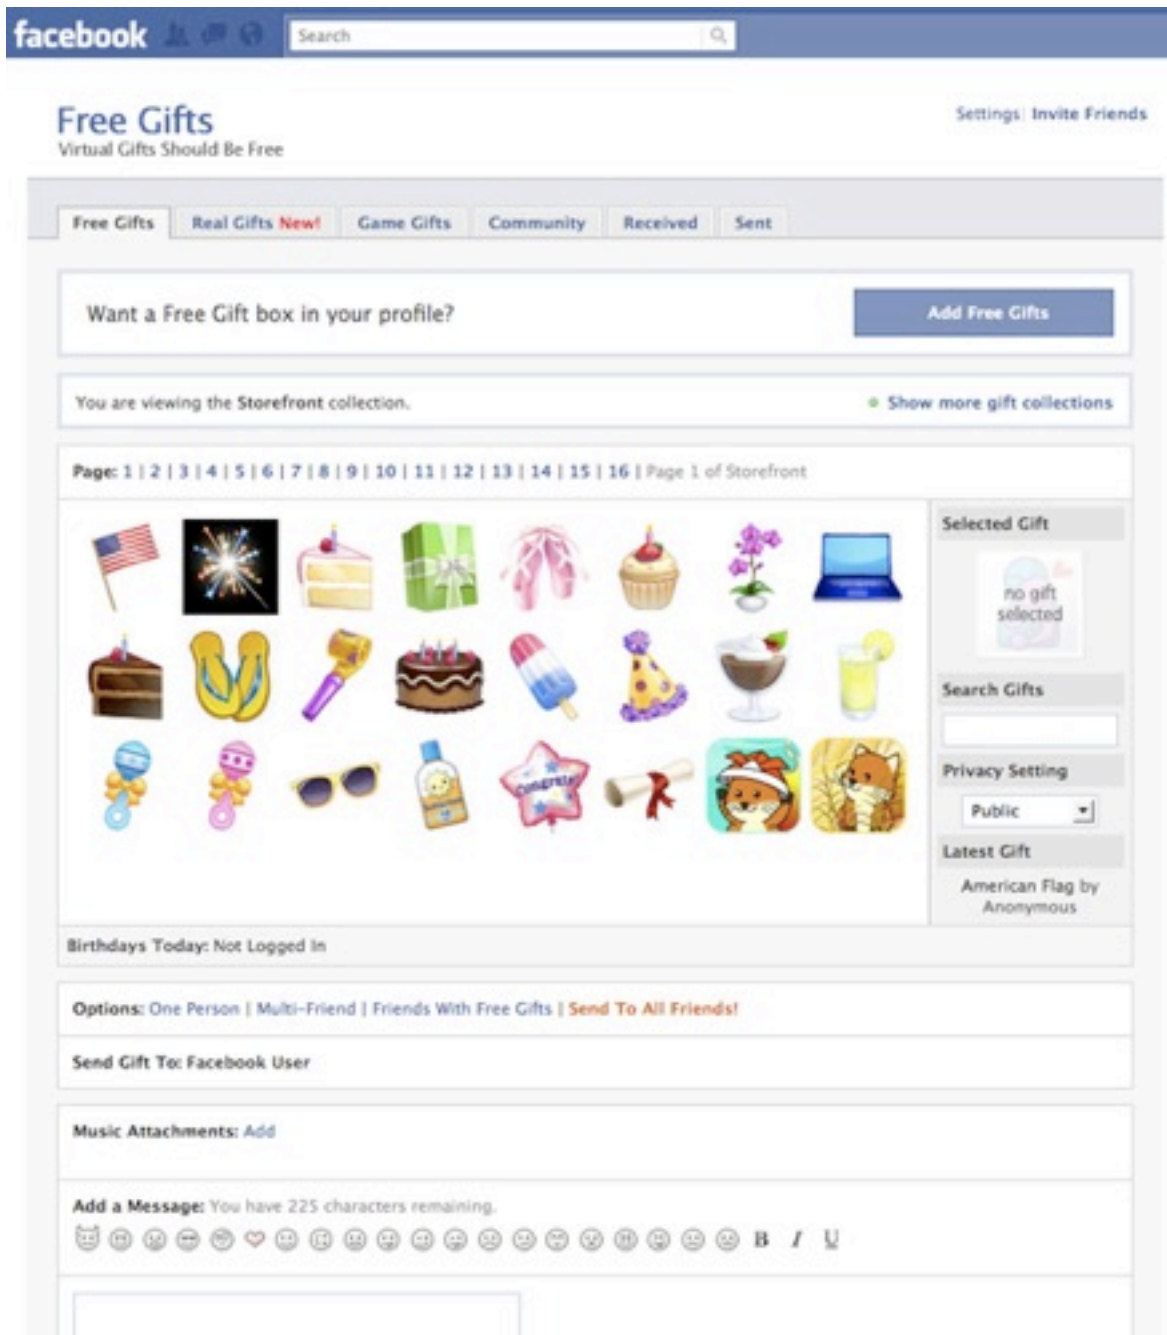 facebook Search
Free Gifts
Settings | Invite Friends
Virtual Gifts Should Be Free
Free Gifts Real Gifts New! Game Gifts Community Received Sent
Want a Free Gift box in your profile? Add Free Gifts
You are viewing the Storefront collection. Show more gift collections
Page: 1 | 2 | 3 | 4 | 5 | 6 | 7 | 8 | 9 | 10 | 11 | 12 | 13 | 14 | 15 | 16 | Page 1 of Storefront
Selected Gift
no gift
selected
Search Gifts
Congrats!
Privacy Setting
Public
Latest Gift
American Flag by
Anonymous
Birthdays Today: Not Logged In
Options: One Person | Multi-Friend | Friends With Free Gifts | Send To All Friends!
Send Gift To: Facebook User
Music Attachments: Add
Add a Message: You have 225 characters remaining.
B I U